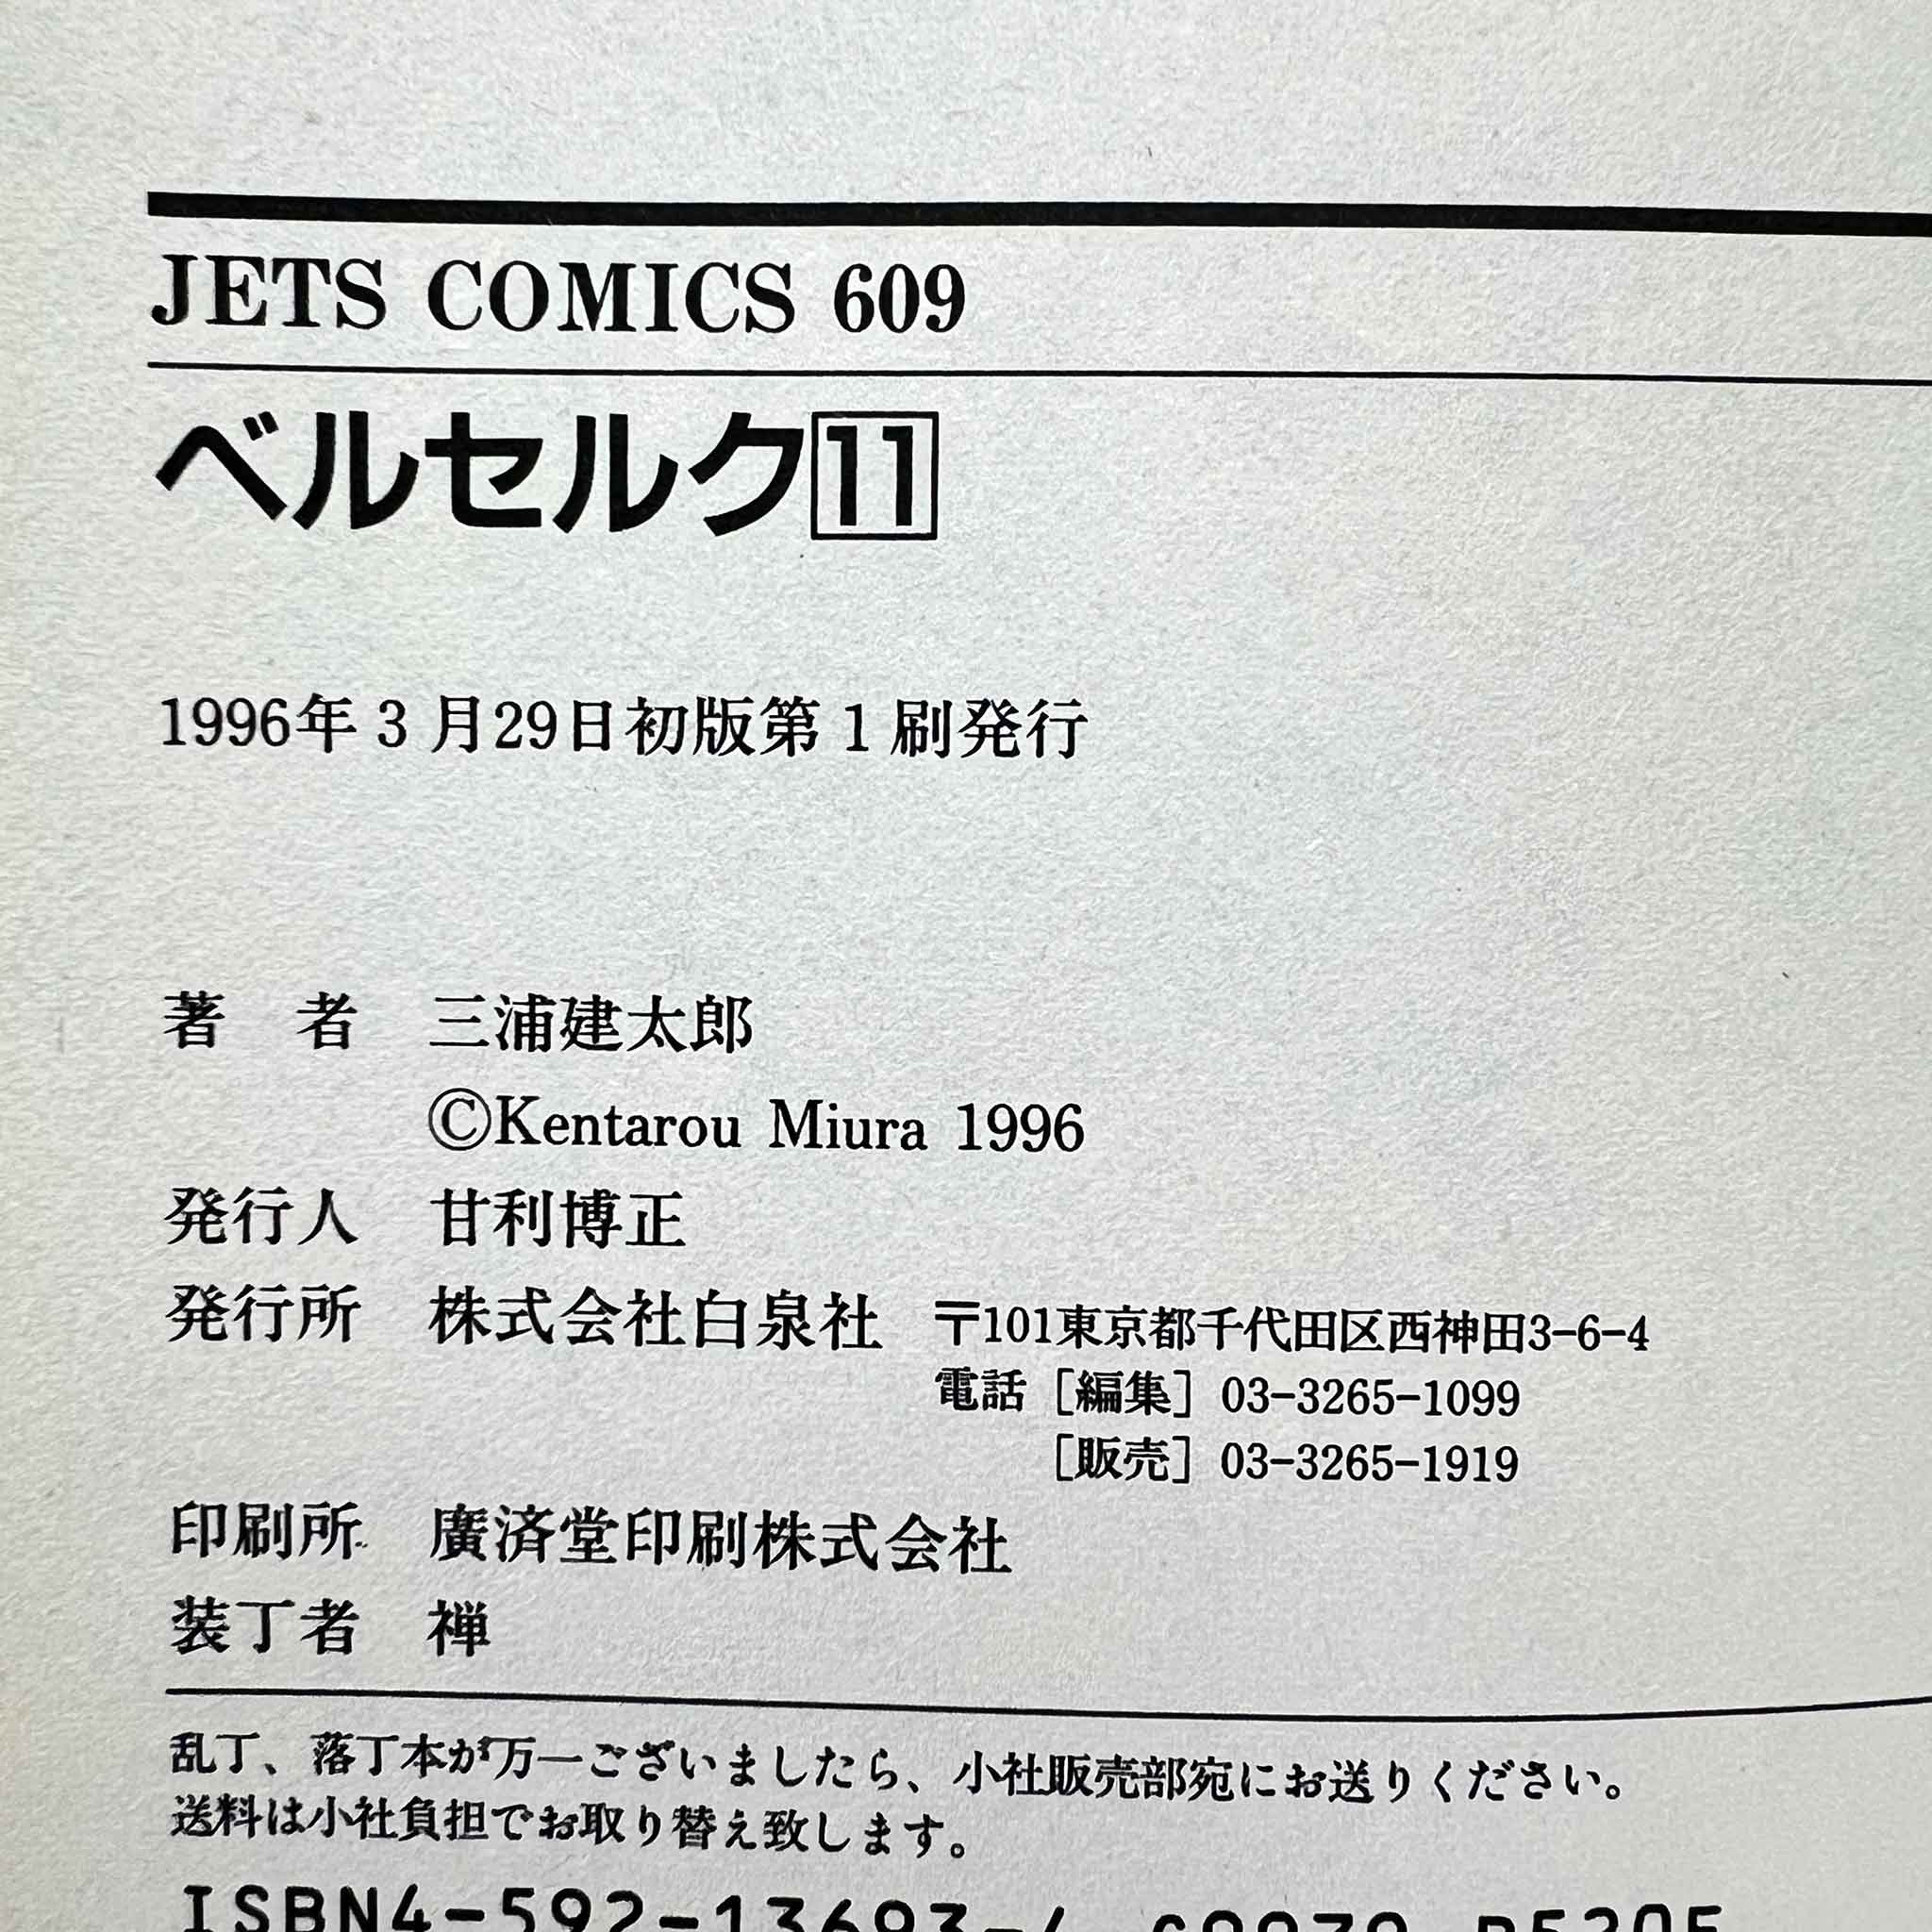 JETS COMICS 609
ベルセルク11
1996年3月29日初版第1刷発行
著 者 三浦建太郎
©Kentarou Miura 1996
発行人 甘利博正
発行所 株式会社白泉社 〒101東京都千代田区西神田3-6-4
電話［編集］03-3265-1099
［販売］03-3265-1919
印刷所 廣済堂印刷株式会社
装丁者 禅
乱丁、落丁本が万一ございましたら、小社販売部宛にお送りください。
送料は小社負担でお取り替え致します。
ISBN4-592-13693-